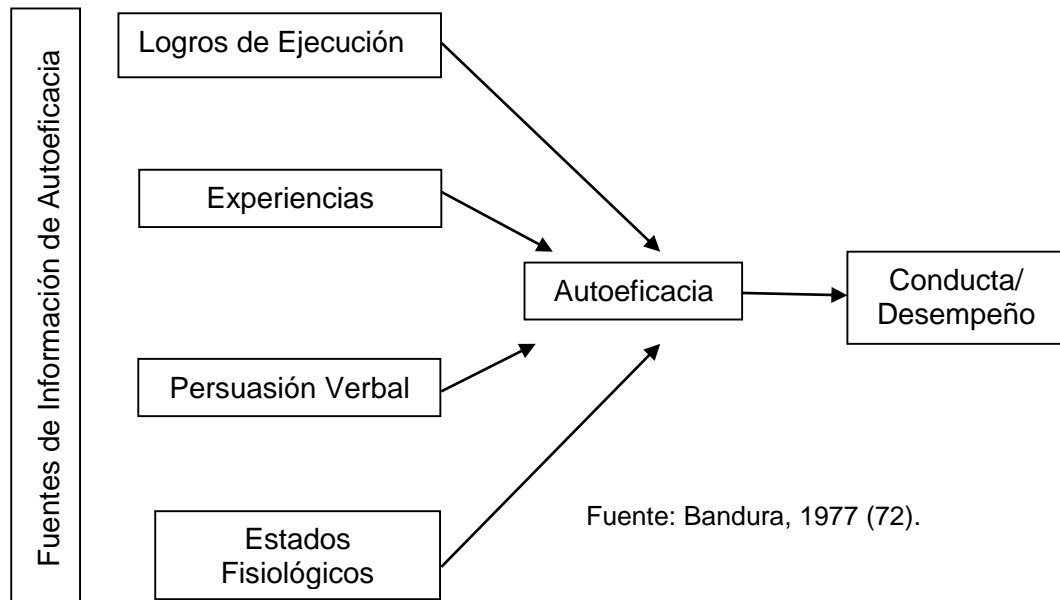 Fuentes de Información de Autoeficacia
Logros de Ejecución
Experiencias
Autoeficacia
Conducta/
Desempeño
Persuasión Verbal
Estados
Fisiológicos
Fuente: Bandura, 1977 (72).